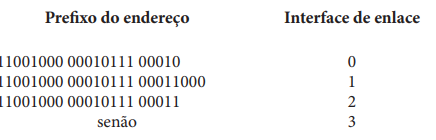 Prefixo do endereço Interface de enlace
11001000 00010111 00010 0
11001000 00010111 00011000 1
11001000 00010111 00011 2
senão 3